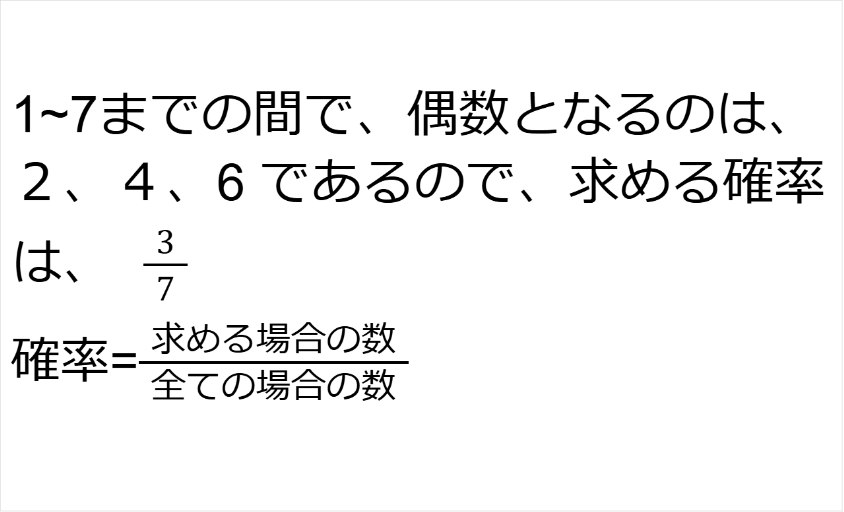 1~7までの間で、偶数となるのは、
２、４、6 であるので、求める確率
は、 3/7
確率=求める場合の数/全ての場合の数